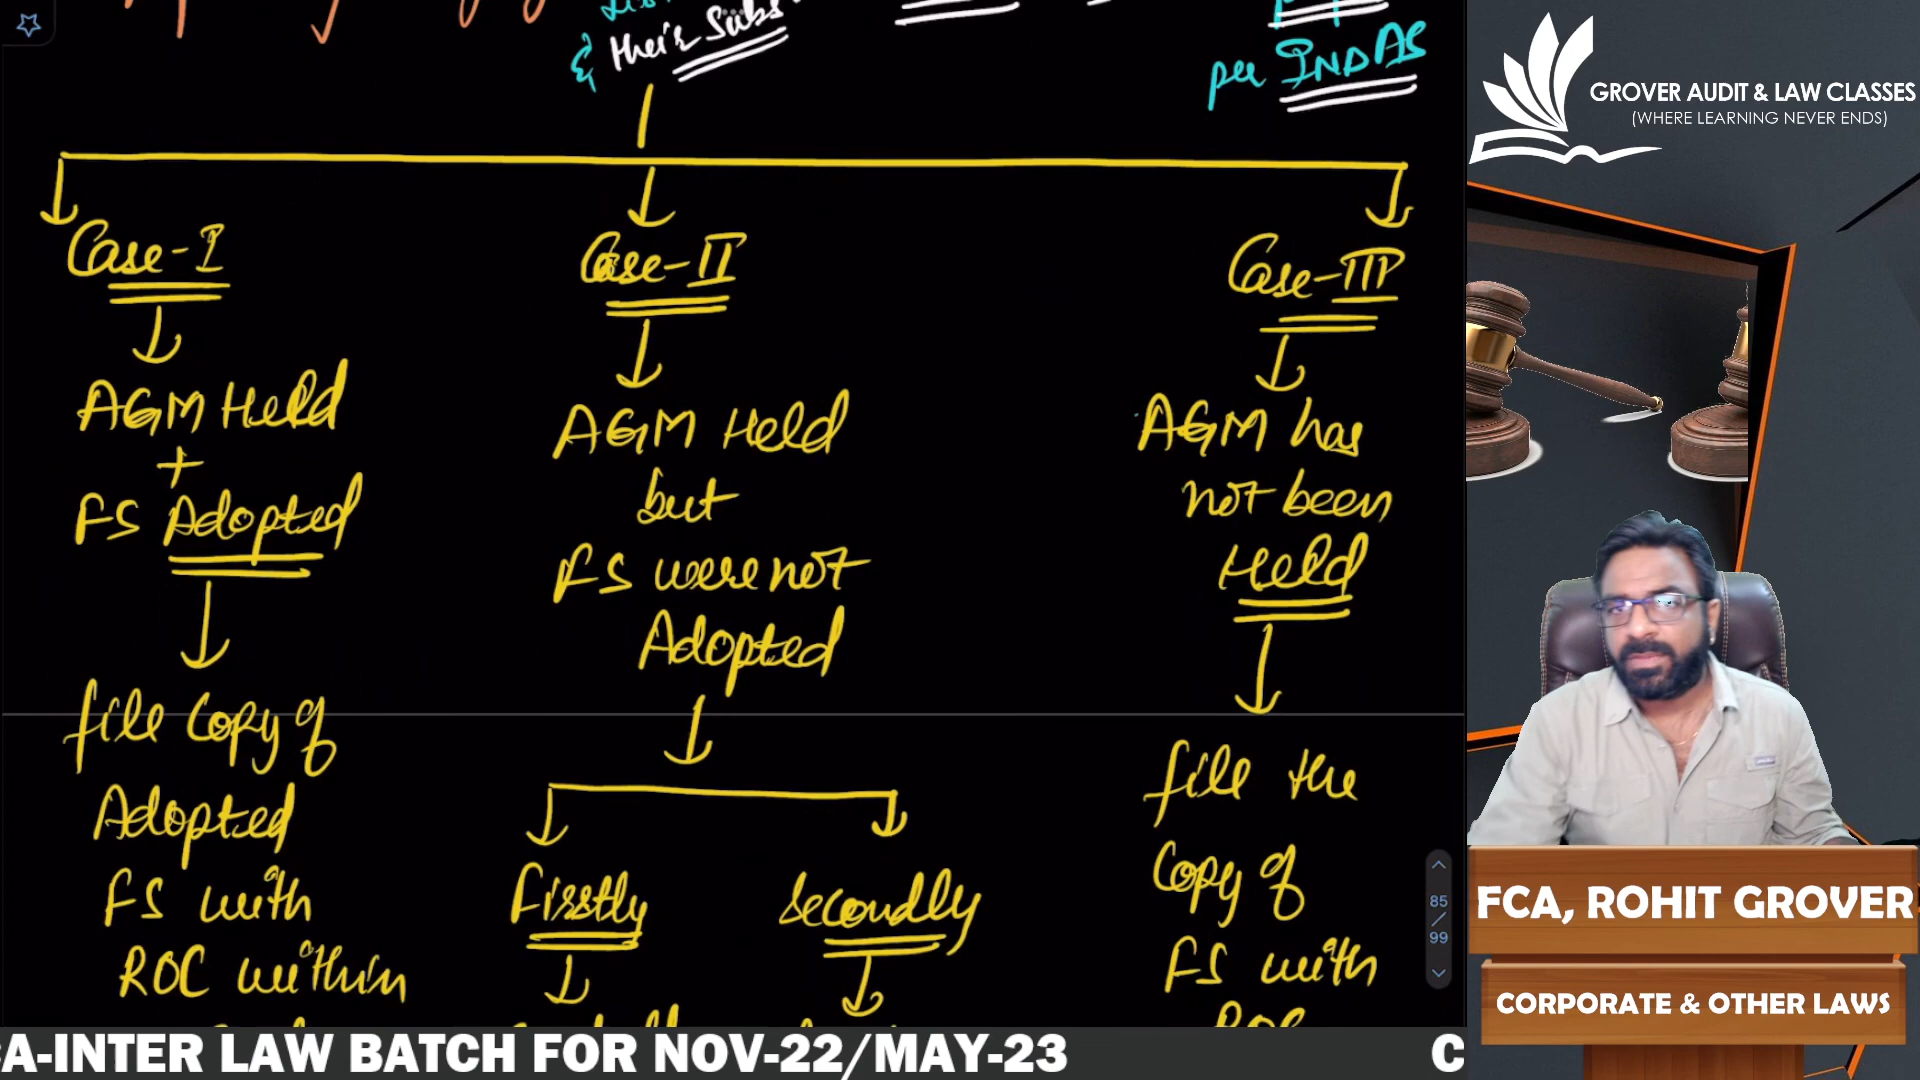 & their Subs
per IND AS
Case-I
AGM Held
+
FS Adopted
file copy of
Adopted
FS with
ROC within
Case-II
AGM Held
but
FS were not
Adopted
Firstly
Secondly
Case-III
AGM has
not been
Held
file the
Copy of
FS with
ROC
85
99
GROVER AUDIT & LAW CLASSES
(WHERE LEARNING NEVER ENDS)
FCA, ROHIT GROVER
CORPORATE & OTHER LAWS
A-INTER LAW BATCH FOR NOV-22/MAY-23
C